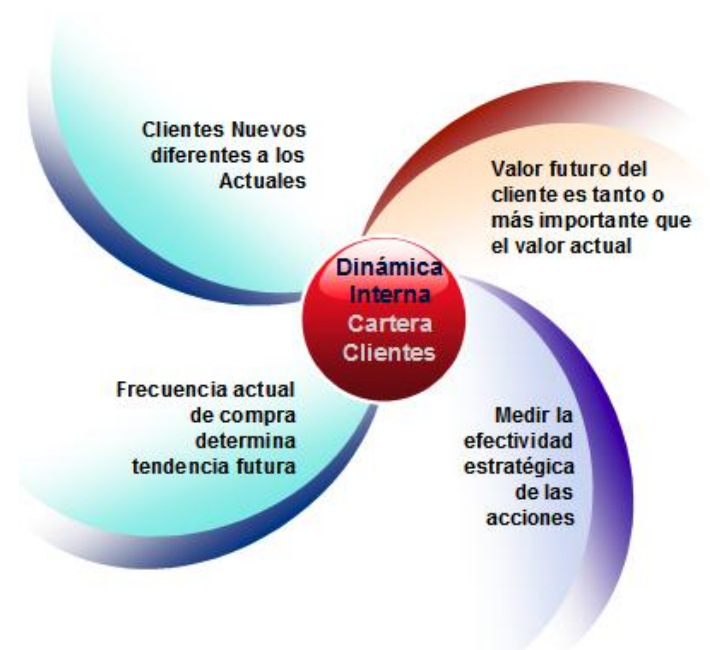 Clientes Nuevos
diferentes a los
Actuales
Valor futuro del
cliente es tanto o
más importante que
el valor actual
Dinámica
Interna
Cartera
Clientes
Frecuencia actual
de compra
determina
tendencia futura
Medir la
efectividad
estratégica
de las
acciones